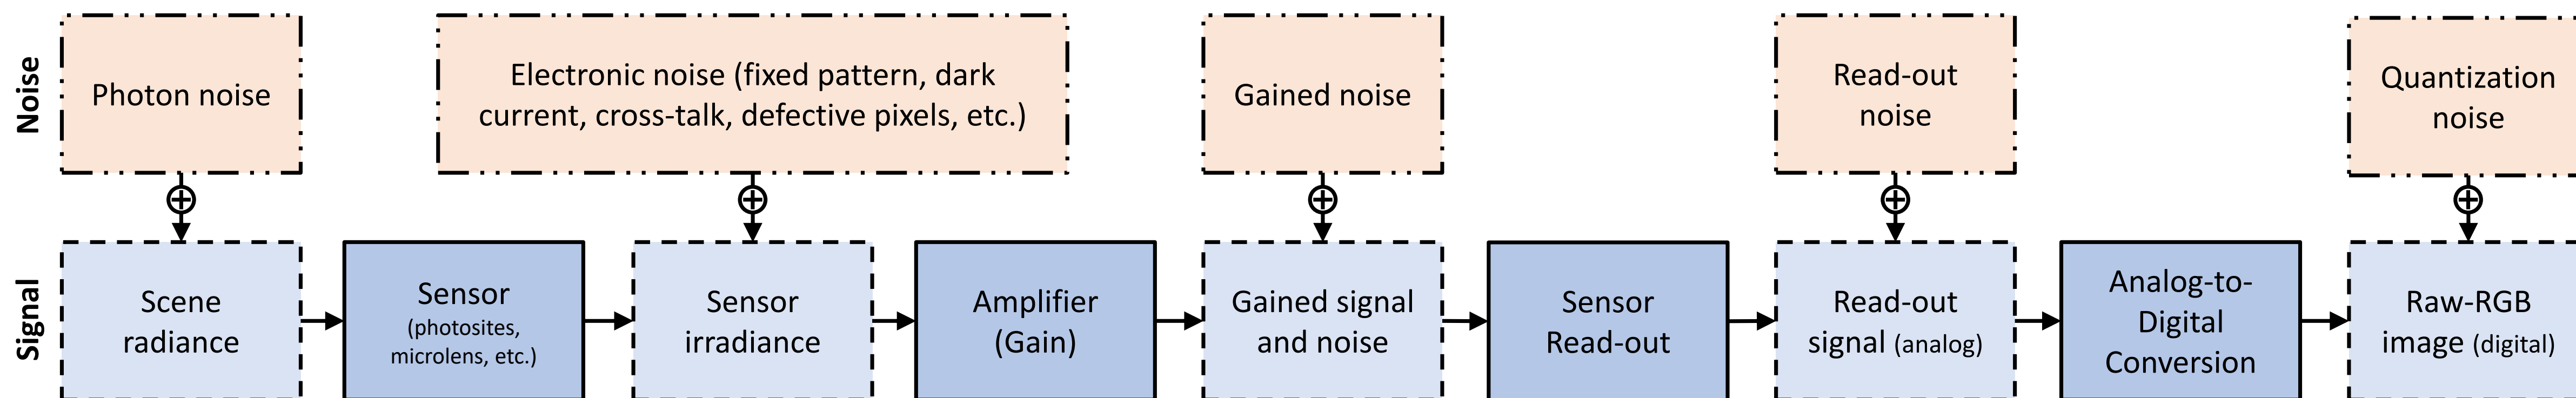 Noise
Photon noise
Electronic noise (fixed pattern, dark
current, cross-talk, defective pixels, etc.)
Gained noise
Read-out
noise
Quantization
noise
Signal
Scene
radiance
Sensor
(photosites,
microlens, etc.)
Sensor
irradiance
Amplifier
(Gain)
Gained signal
and noise
Sensor
Read-out
Read-out
signal (analog)
Analog-to-
Digital
Conversion
Raw-RGB
image (digital)